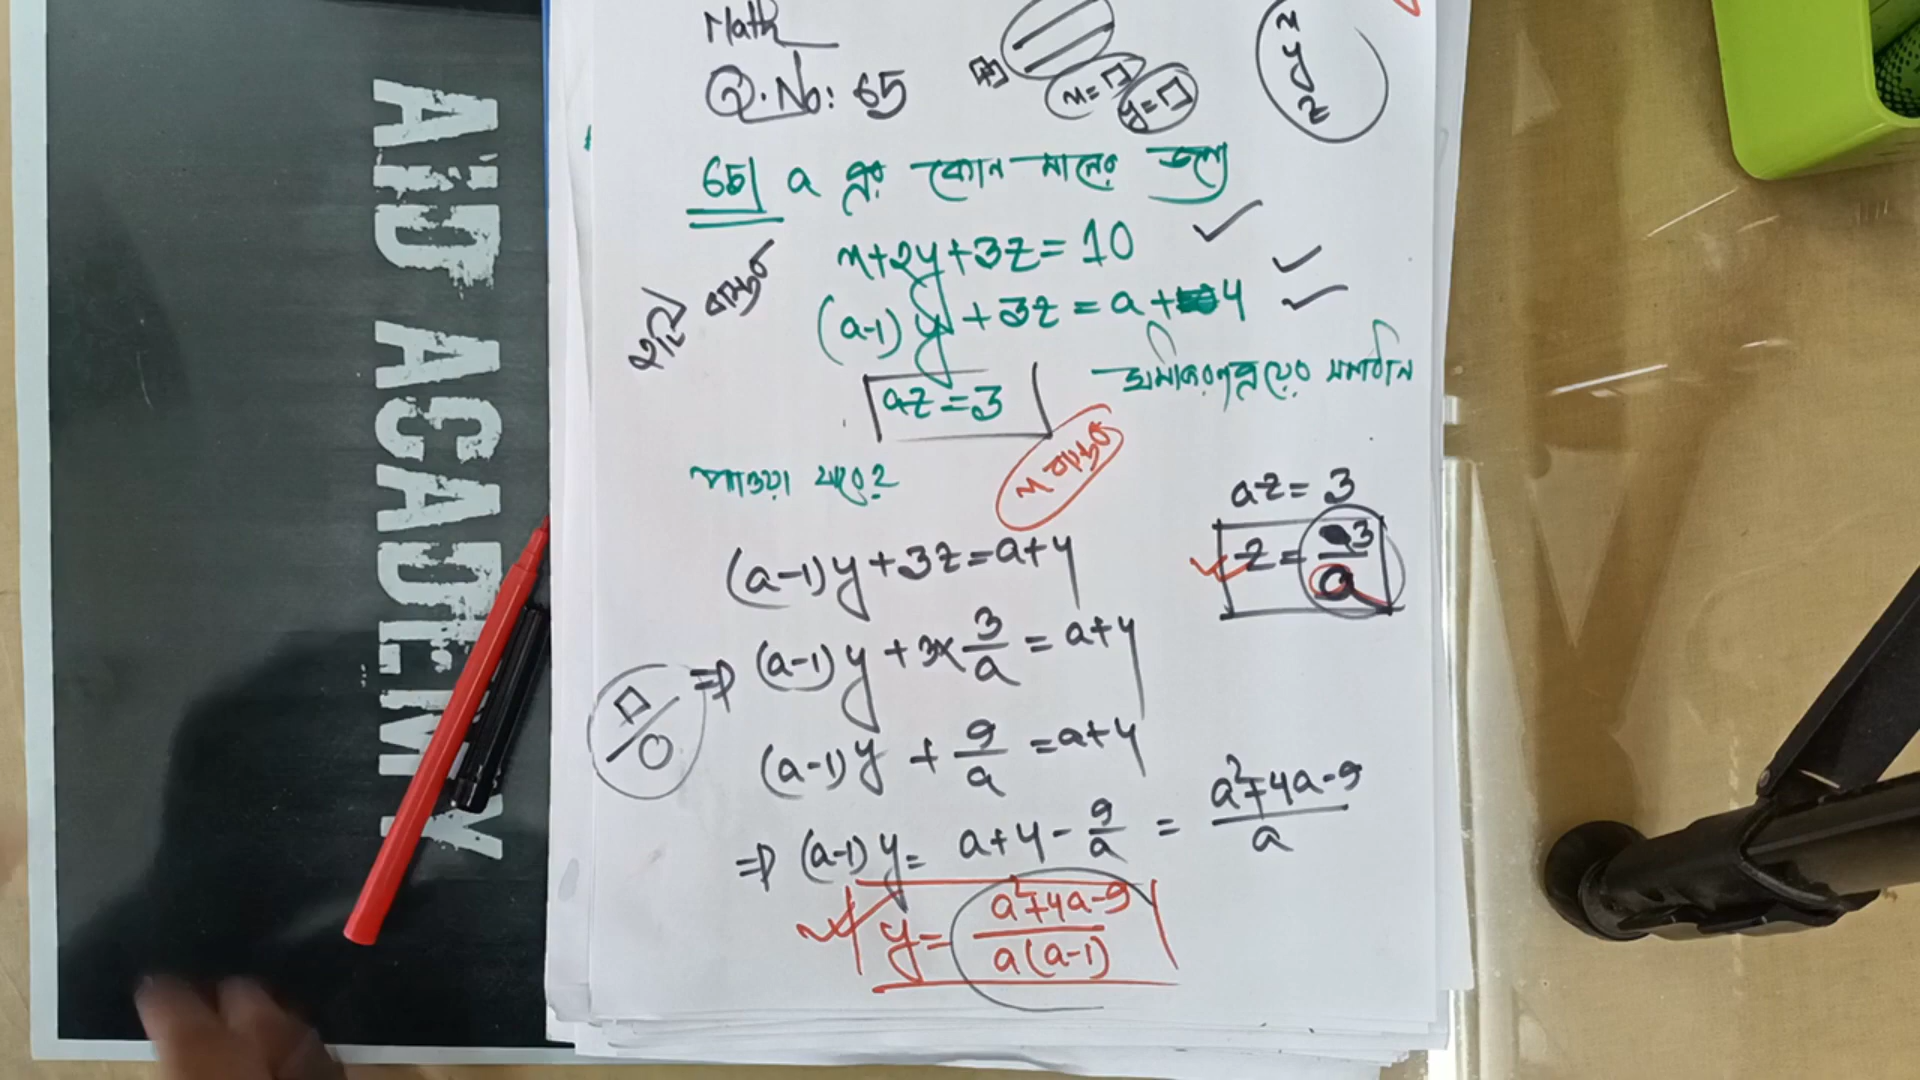 Math
Q.No: 65
x=□
y=□
x y z
65| a এর কোন মানের জন্য
x+2y+3z=10
(a-1)y+3z=a+4
az=3
সমীকরণত্রয়ের সমাধান
পাওয়া যাবে?
x বাস্তব
az=3
z=3/a
(a-1)y+3z=a+4
⇒ (a-1)y+3×3/a=a+4
□/0
(a-1)y+9/a=a+4
⇒ (a-1)y= a+4-9/a = a²+4a-9/a
y= a²+4a-9/a(a-1)
AID ACADEMY